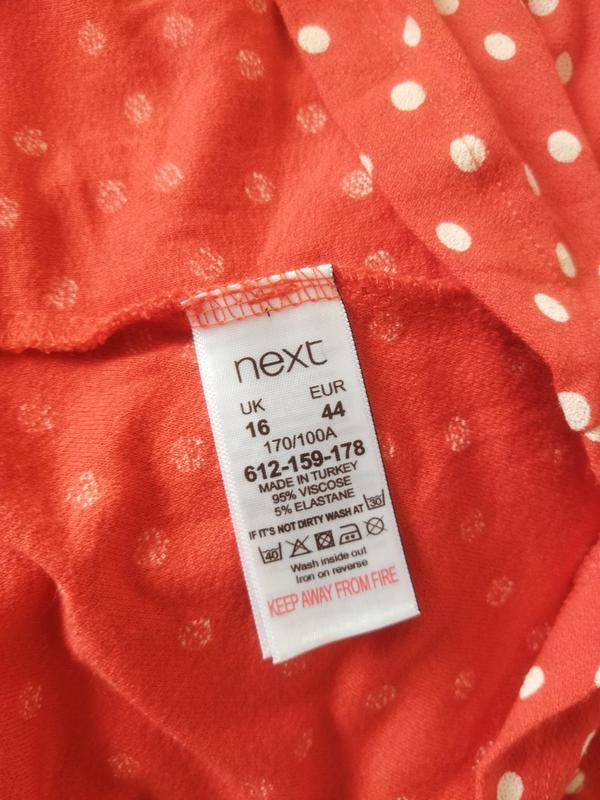 next
UK EUR
16 44
170/100A
612-159-178
MADE IN TURKEY
95% VISCOSE
5% ELASTANE
IF IT'S NOT DIRTY WASH AT 30
40
Wash inside out
Iron on reverse
KEEP AWAY FROM FIRE